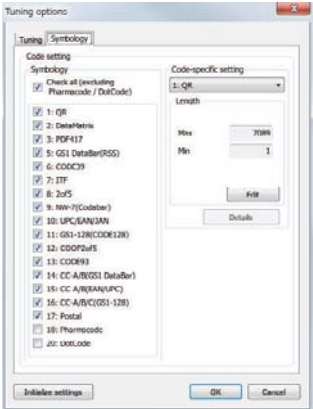 Tuning options
Tuning
Symbology
Code setting
Symbology
Check all (excluding
Pharmacode / DotCode)
1: QR
2: DataMatrix
3: PDF417
5: GS1 DataBar(RSS)
6: CODE39
7: ITF
8: 2of5
9: NW-7(Codabar)
10: UPC/EAN/JAN
11: GS1-128(CODE128)
12: COOP2of5
13: CODE93
14: CC-A/B(GS1 DataBar)
15: CC A/B(EAN/UPC)
16: CC-A/B/C(GS1-128)
17: Postal
18: Pharmacode
20: DotCode
Code-specific setting
1: QR
Length
Max 7089
Min 1
Edit
Details
Initialize settings
OK
Cancel